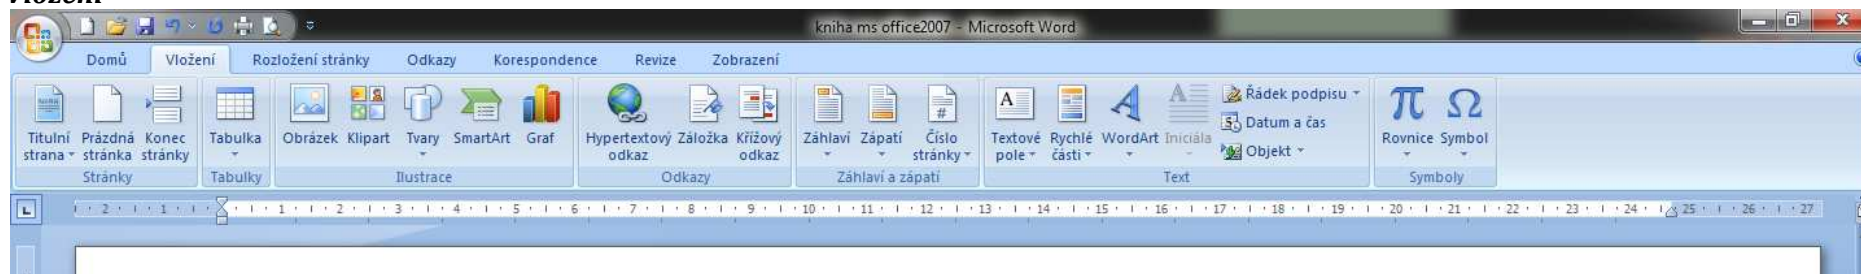 Vložení
kniha ms office2007 - Microsoft Word
Domů Vložení Rozložení stránky Odkazy Korespondence Revize Zobrazení
Titulní strana Prázdná stránka Konec stránky Tabulka Obrázek Klipart Tvary SmartArt Graf Hypertextový odkaz Záložka Křížový odkaz Záhlaví Zápatí Číslo stránky Textové pole Rychlé části WordArt Iniciála Řádek podpisu
Datum a čas
Objekt
Rovnice Symbol
Stránky Tabulky Ilustrace Odkazy Záhlaví a zápatí Text Symboly
2 1 1 2 3 4 5 6 7 8 9 10 11 12 13 14 15 16 17 18 19 20 21 22 23 24 25 26 27